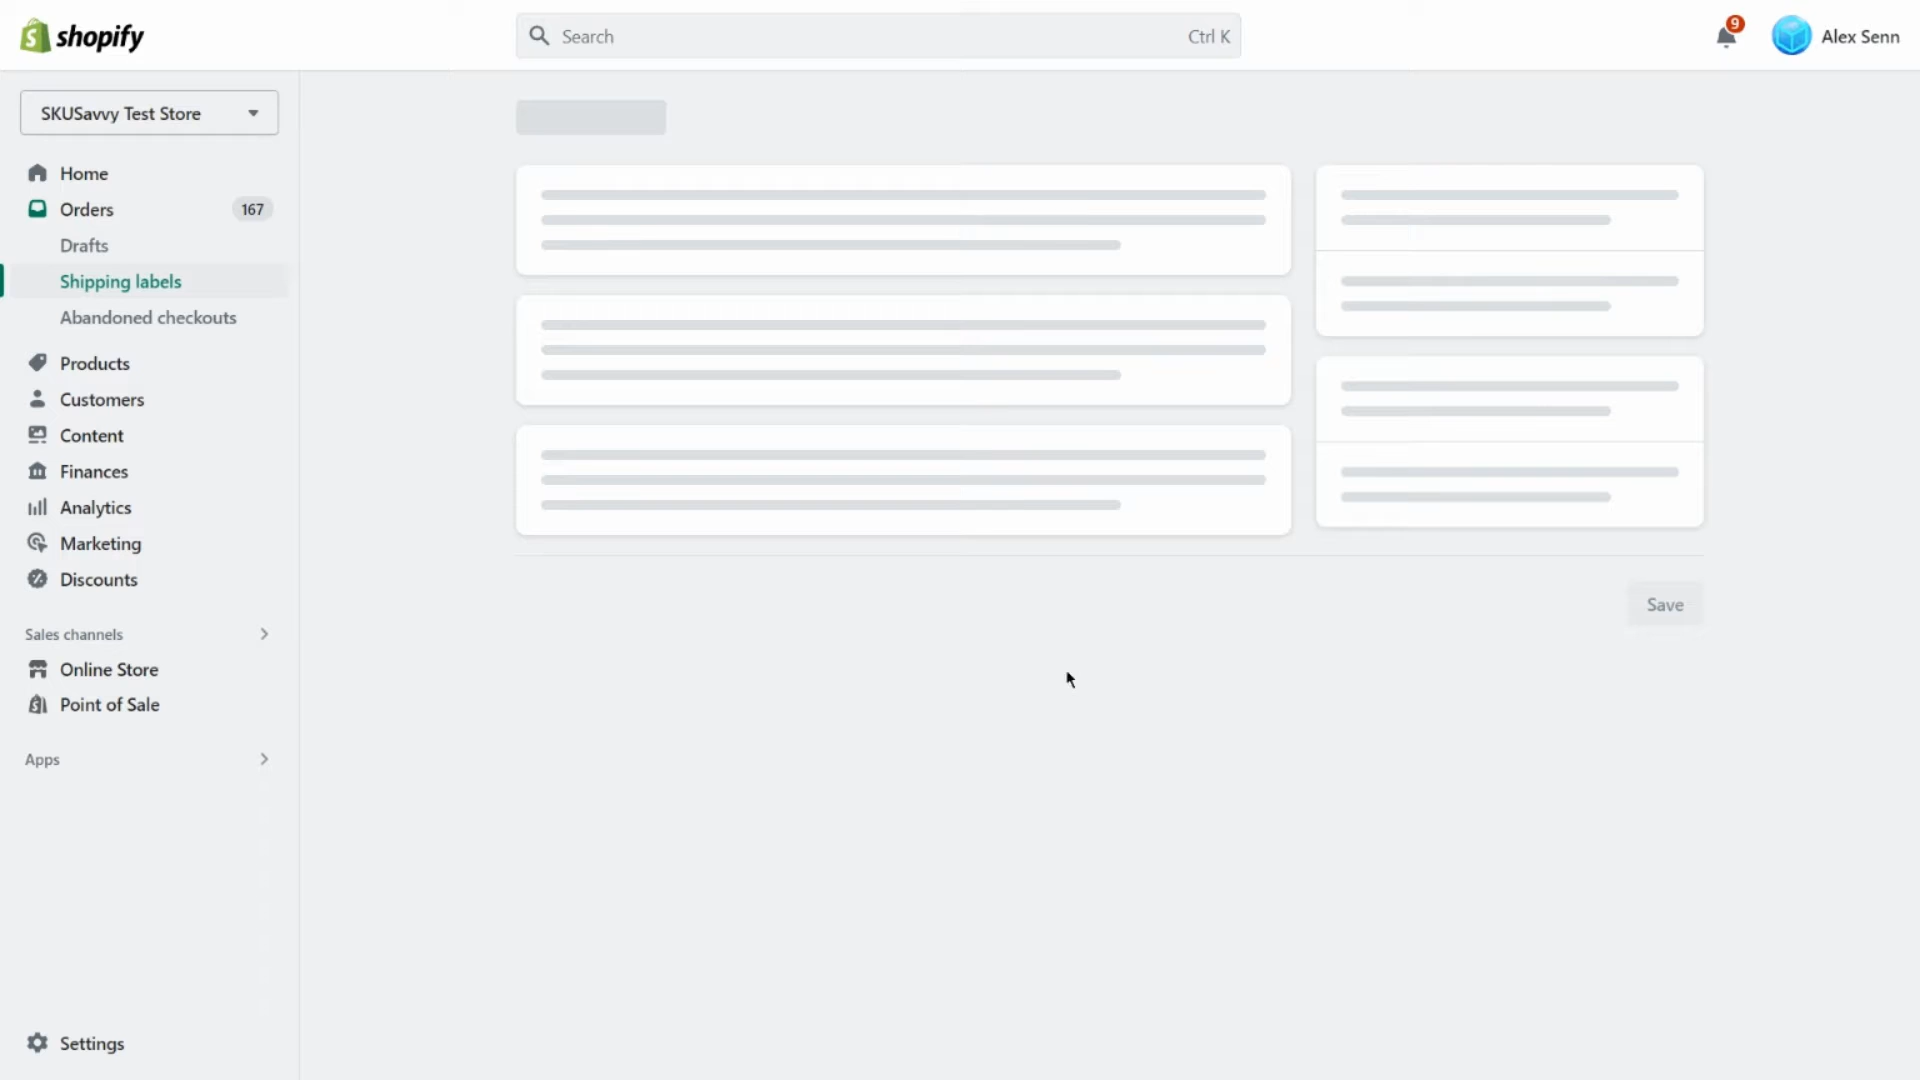 shopify
Search
Ctrl K
9
Alex Senn
SKUSavvy Test Store
Home
Orders
167
Drafts
Shipping labels
Abandoned checkouts
Products
Customers
Content
Finances
Analytics
Marketing
Discounts
Sales channels
Online Store
Point of Sale
Apps
Settings
Save